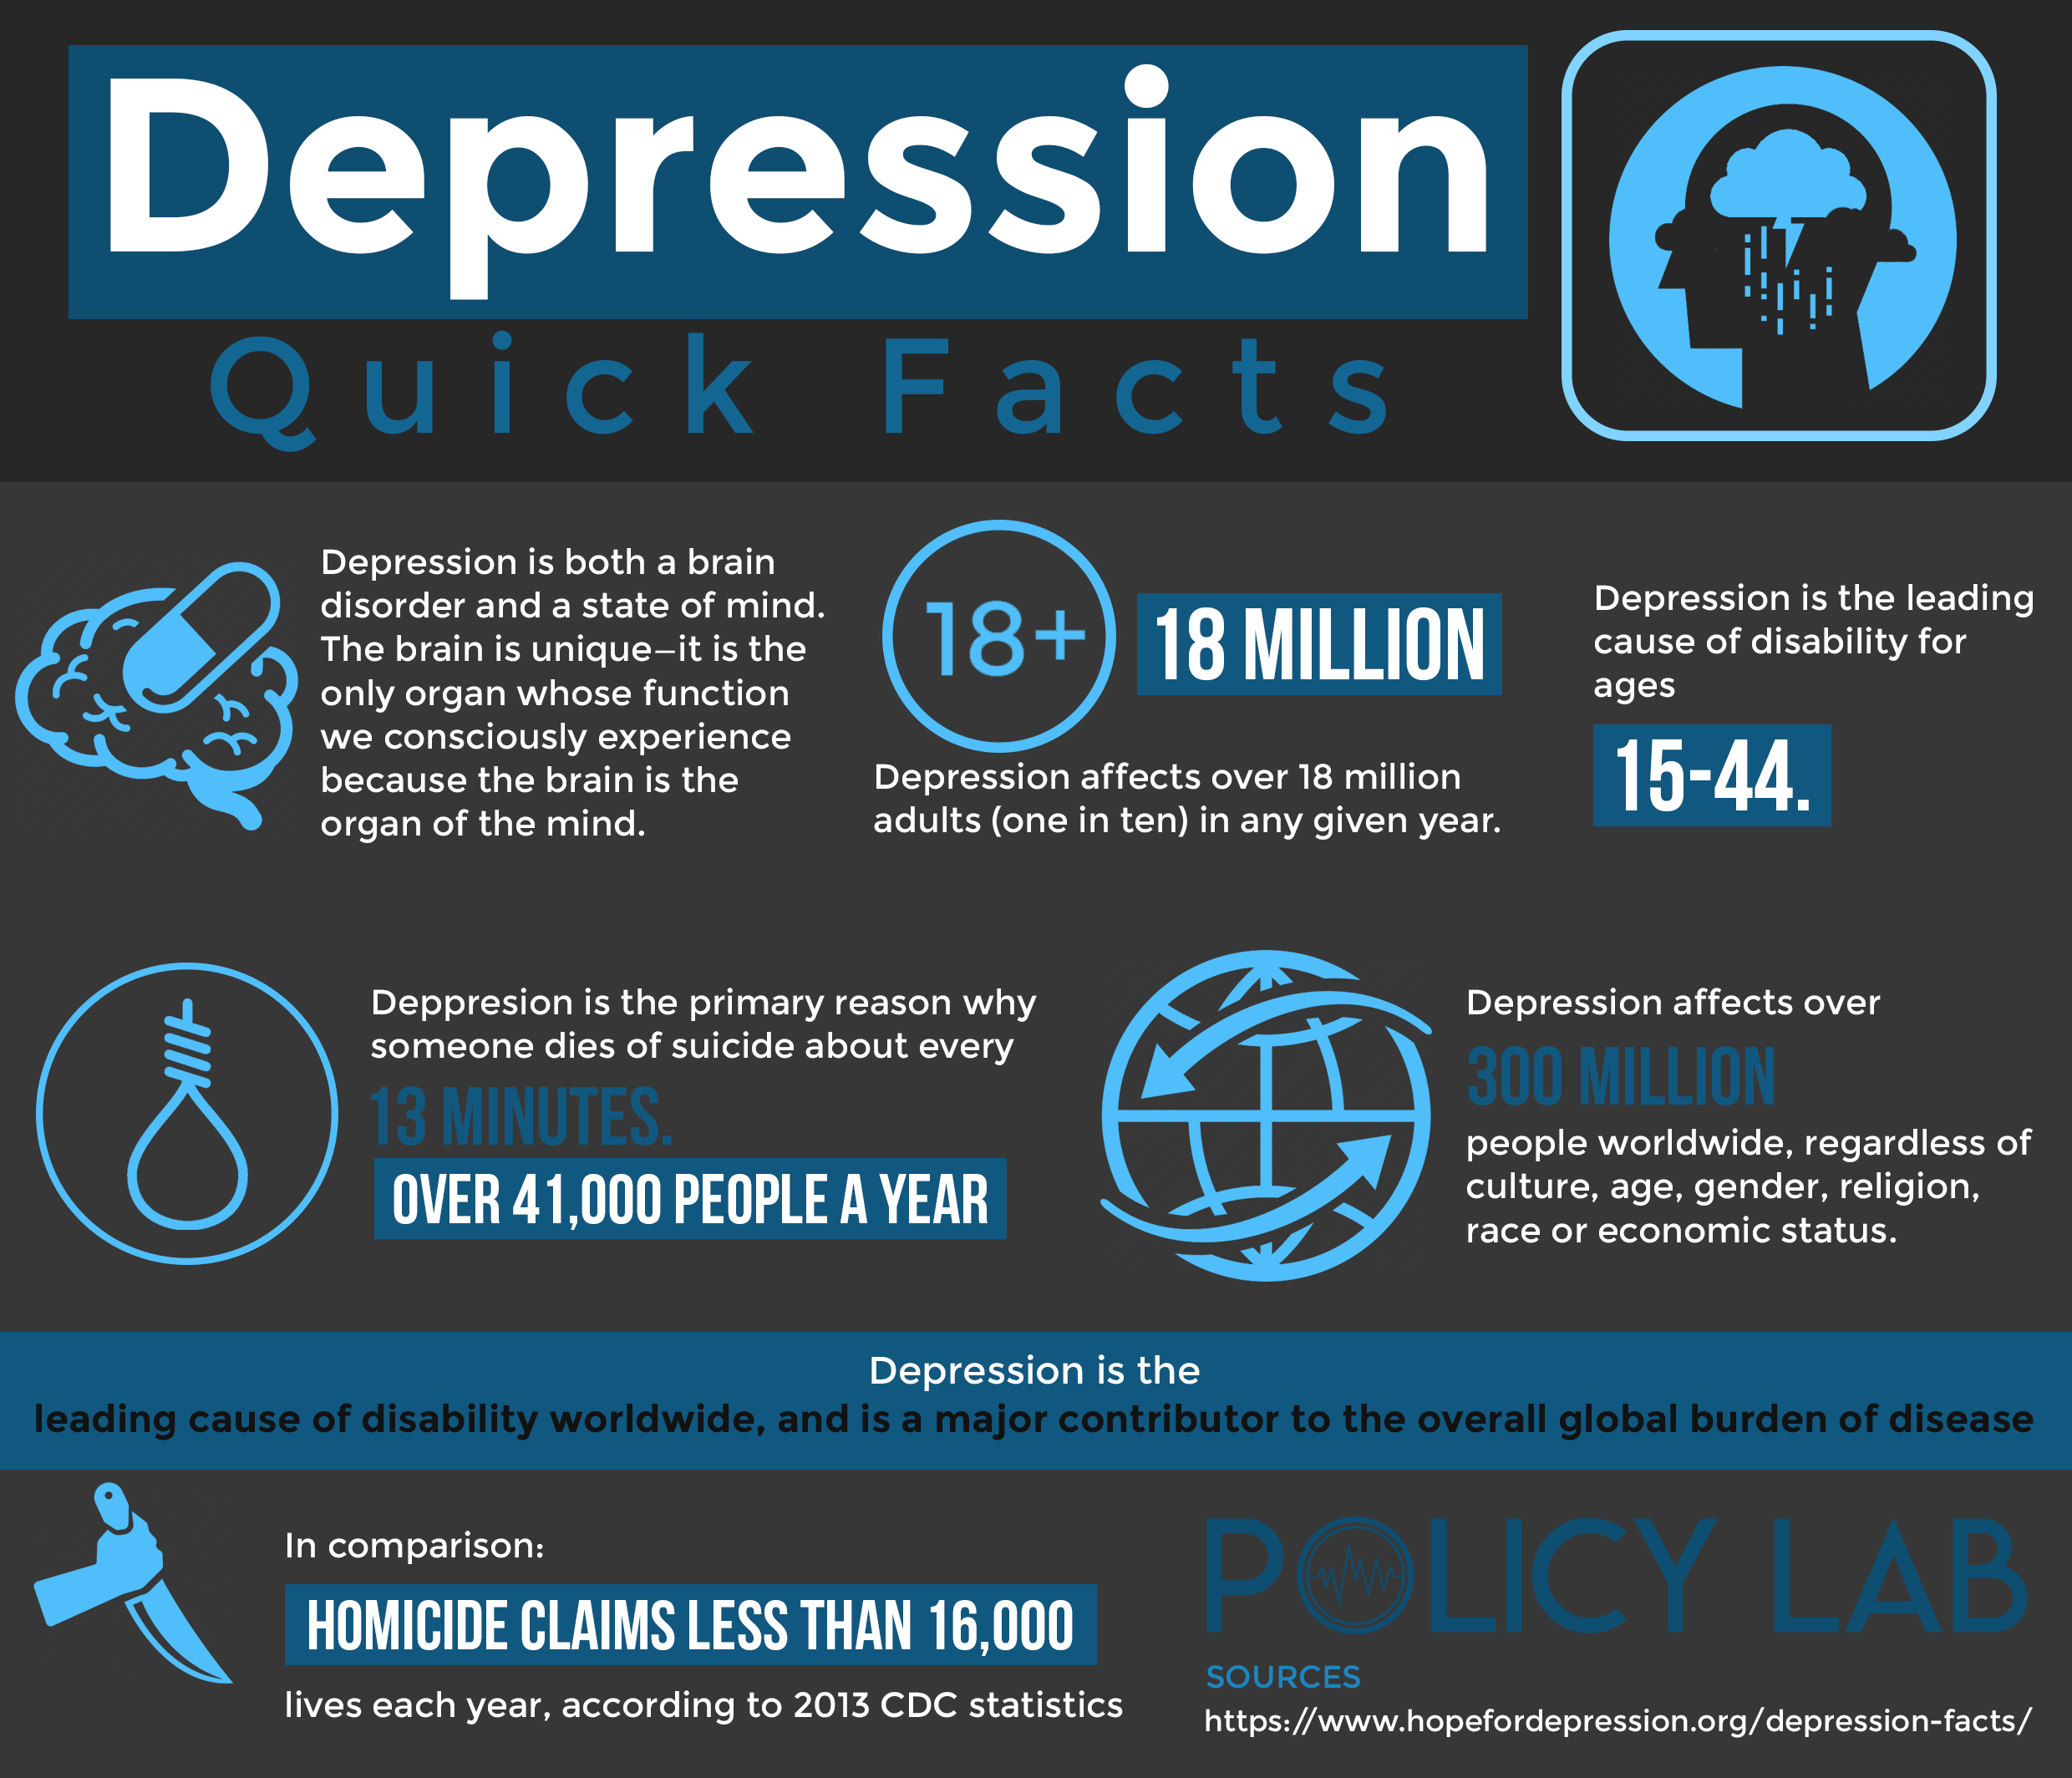 Depression
Quick Facts
Depression is both a brain
disorder and a state of mind.
The brain is unique—it is the
only organ whose function
we consciously experience
because the brain is the
organ of the mind.
18+
18 MILLION
Depression affects over 18 million
adults (one in ten) in any given year.
Depression is the leading
cause of disability for
ages
15-44.
Deppresion is the primary reason why
someone dies of suicide about every
13 MINUTES.
OVER 41,000 PEOPLE A YEAR
Depression affects over
300 MILLION
people worldwide, regardless of
culture, age, gender, religion,
race or economic status.
Depression is the
leading cause of disability worldwide, and is a major contributor to the overall global burden of disease
In comparison:
HOMICIDE CLAIMS LESS THAN 16,000
lives each year, according to 2013 CDC statistics
POLICY LAB
SOURCES
https://www.hopefordepression.org/depression-facts/